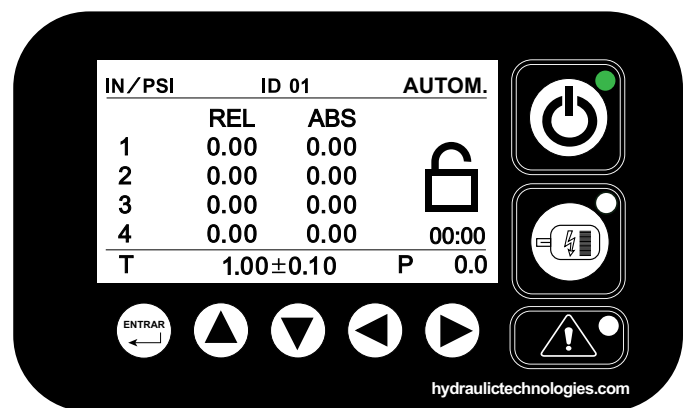 IN/PSI ID 01 AUTOM.
REL ABS
1 0.00 0.00
2 0.00 0.00
3 0.00 0.00
4 0.00 0.00 00:00
T 1.00±0.10 P 0.0
ENTRAR
hydraulictechnologies.com